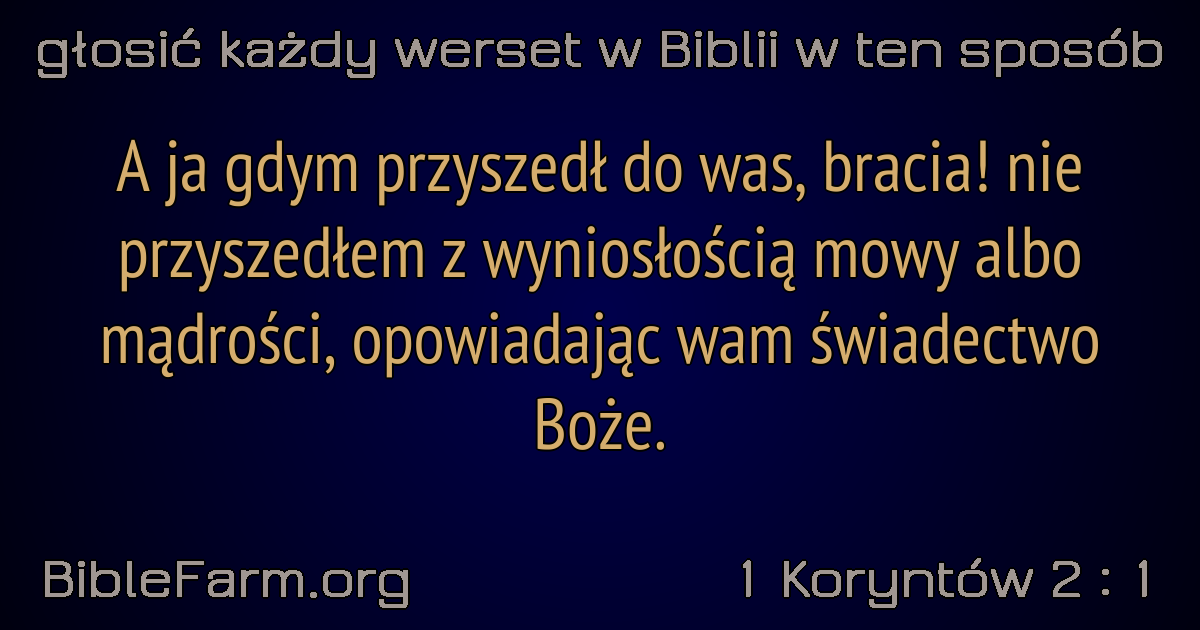 głosić każdy werset w Biblii w ten sposób
A ja gdym przyszedł do was, bracia! nie
przyszedłem z wyniosłością mowy albo
mądrości, opowiadając wam świadectwo
Boże.
BibleFarm.org
1 Koryntów 2 : 1